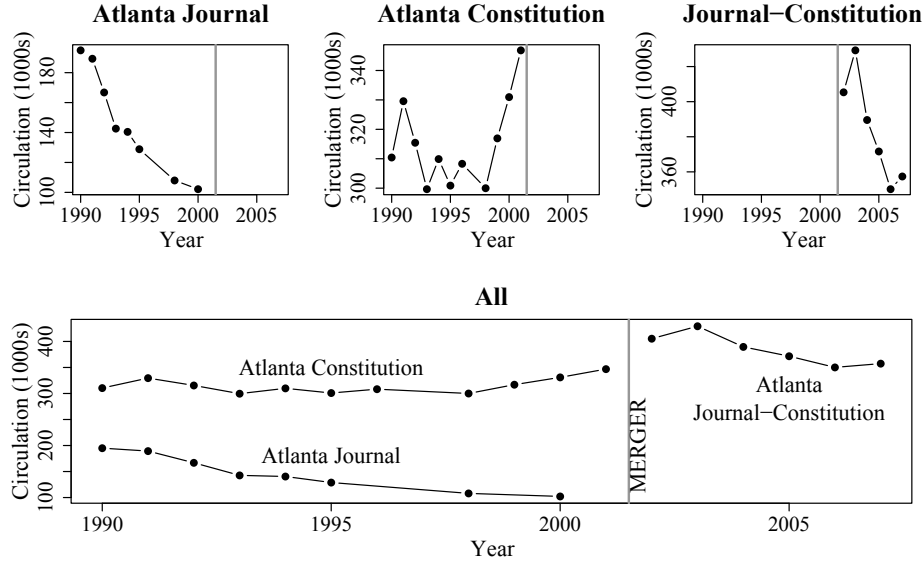 Atlanta Journal
Circulation (1000s)
100 140 180
1990 1995 2000 2005
Year
Atlanta Constitution
Circulation (1000s)
300 320 340
1990 1995 2000 2005
Year
Journal−Constitution
Circulation (1000s)
360 400
1990 1995 2000 2005
Year
All
Circulation (1000s)
100 200 300 400
Atlanta Constitution
Atlanta Journal
MERGER
Atlanta
Journal−Constitution
1990 1995 2000 2005
Year